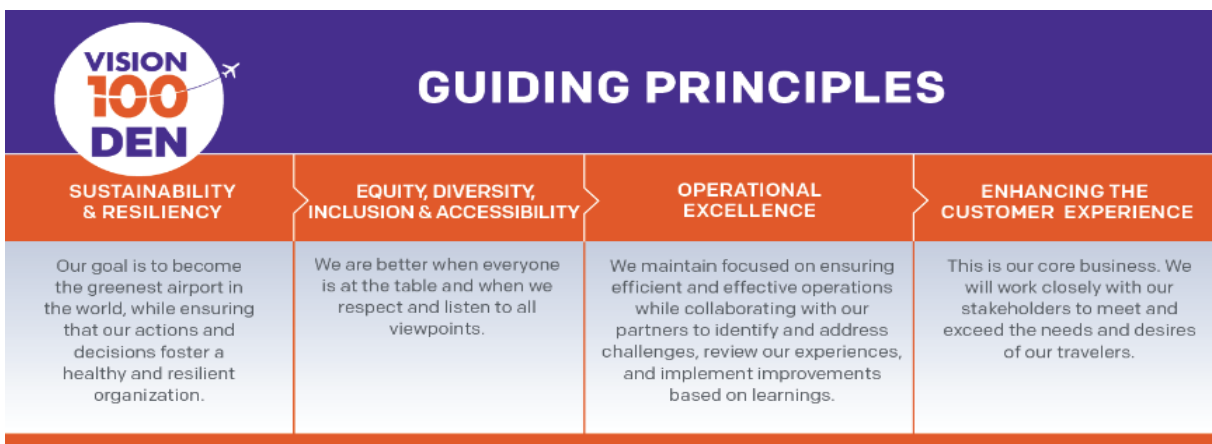 VISION
100
DEN
GUIDING PRINCIPLES
SUSTAINABILITY
& RESILIENCY
Our goal is to become
the greenest airport in
the world, while ensuring
that our actions and
decisions foster a
healthy and resilient
organization.
EQUITY, DIVERSITY,
INCLUSION & ACCESSIBILITY
We are better when everyone
is at the table and when we
respect and listen to all
viewpoints.
OPERATIONAL
EXCELLENCE
We maintain focused on ensuring
efficient and effective operations
while collaborating with our
partners to identify and address
challenges, review our experiences,
and implement improvements
based on learnings.
ENHANCING THE
CUSTOMER EXPERIENCE
This is our core business. We
will work closely with our
stakeholders to meet and
exceed the needs and desires
of our travelers.